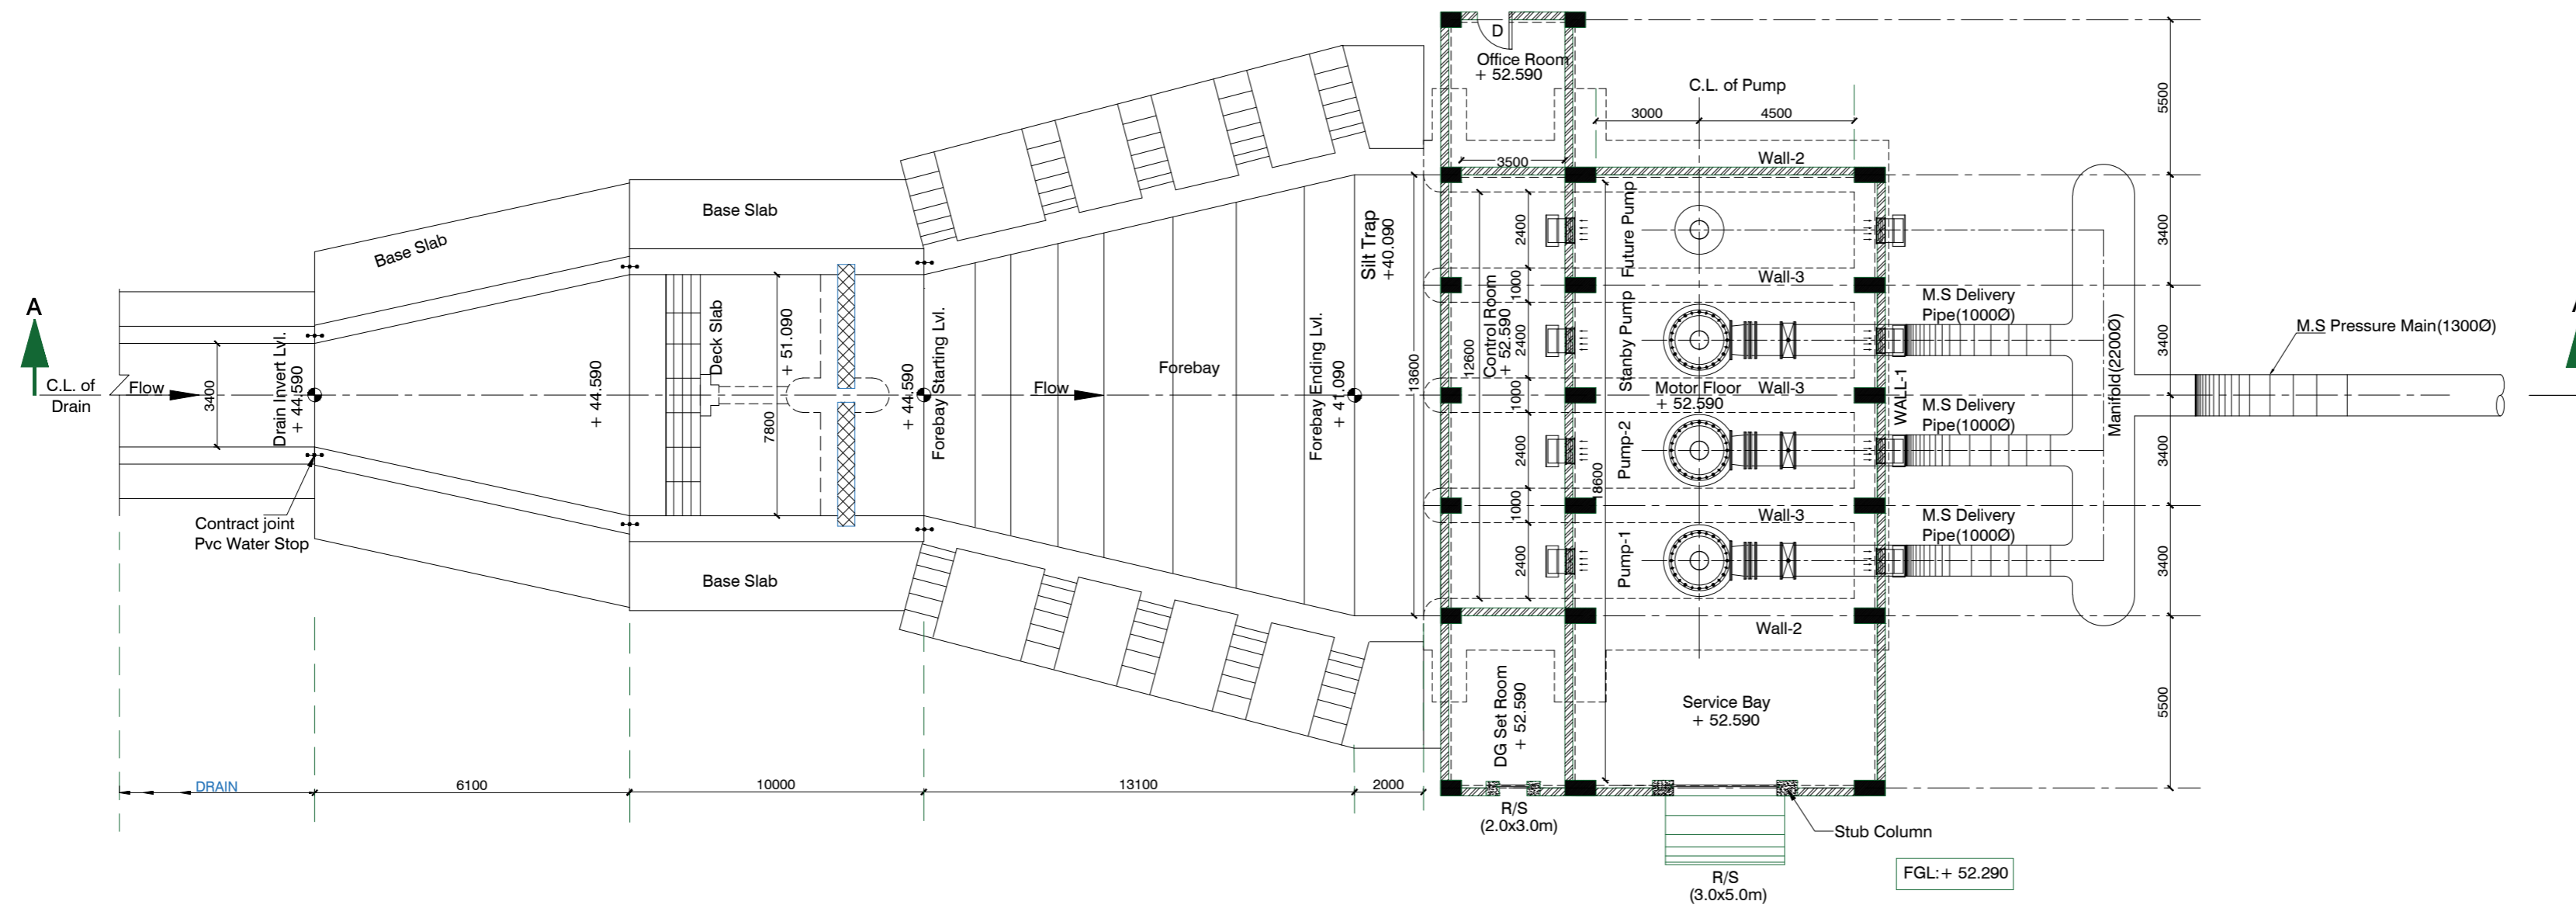 D
Office Room
+ 52.590
C.L. of Pump
3000
4500
5500
3500
Wall-2
Base Slab
Base Slab
Silt Trap
+40.090
2400
Future Pump
3400
Wall-3
1000
A
Drain Invert Lvl.
+ 44.590
+ 44.590
Deck Slab
+ 51.090
+ 44.590
Forebay Starting Lvl.
Forebay
Forebay Ending Lvl.
+ 41.090
13600
12600
Control Room
+ 52.590
2400
Stanby Pump
M.S Delivery
Pipe(1000Ø)
3400
Manifold(2200Ø)
M.S Pressure Main(1300Ø)
C.L. of
Drain
Flow
3400
7800
Flow
1000
Motor Floor
+ 52.590
Wall-3
WALL-1
M.S Delivery
Pipe(1000Ø)
2400
Pump-2
18600
3400
1000
Wall-3
M.S Delivery
Pipe(1000Ø)
Contract joint
Pvc Water Stop
2400
Pump-1
3400
Base Slab
Wall-2
DG Set Room
+ 52.590
Service Bay
+ 52.590
5500
DRAIN
6100
10000
13100
2000
R/S
(2.0x3.0m)
Stub Column
R/S
(3.0x5.0m)
FGL:+ 52.290